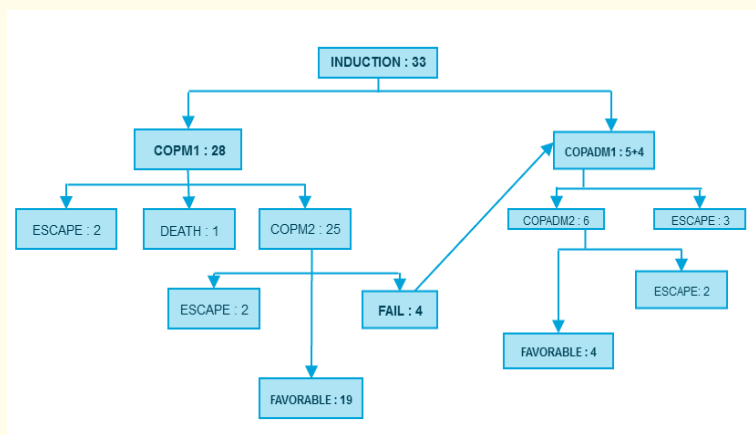 INDUCTION : 33
COPM1 : 28
COPADM1 : 5+4
ESCAPE : 2
DEATH : 1
COPM2 : 25
COPADM2 : 6
ESCAPE : 3
ESCAPE : 2
FAIL : 4
ESCAPE: 2
FAVORABLE : 4
FAVORABLE : 19